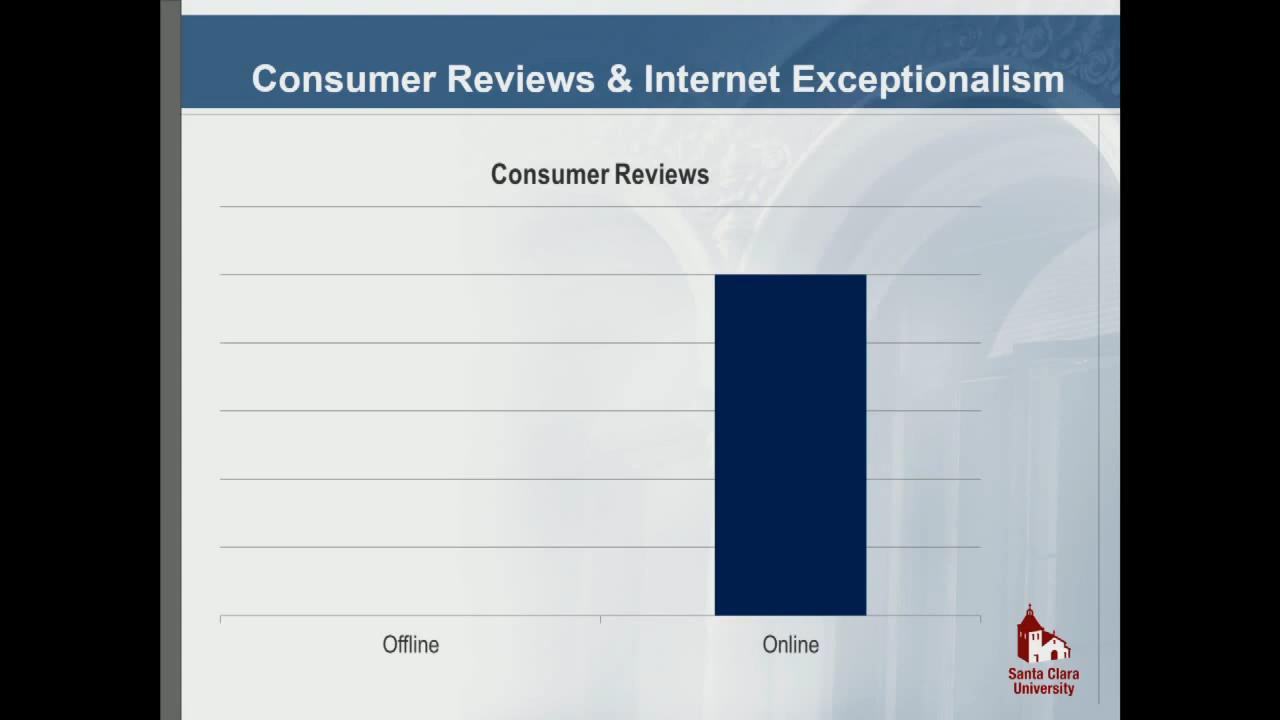 Consumer Reviews & Internet Exceptionalism
Consumer Reviews
Offline
Online
Santa Clara
University